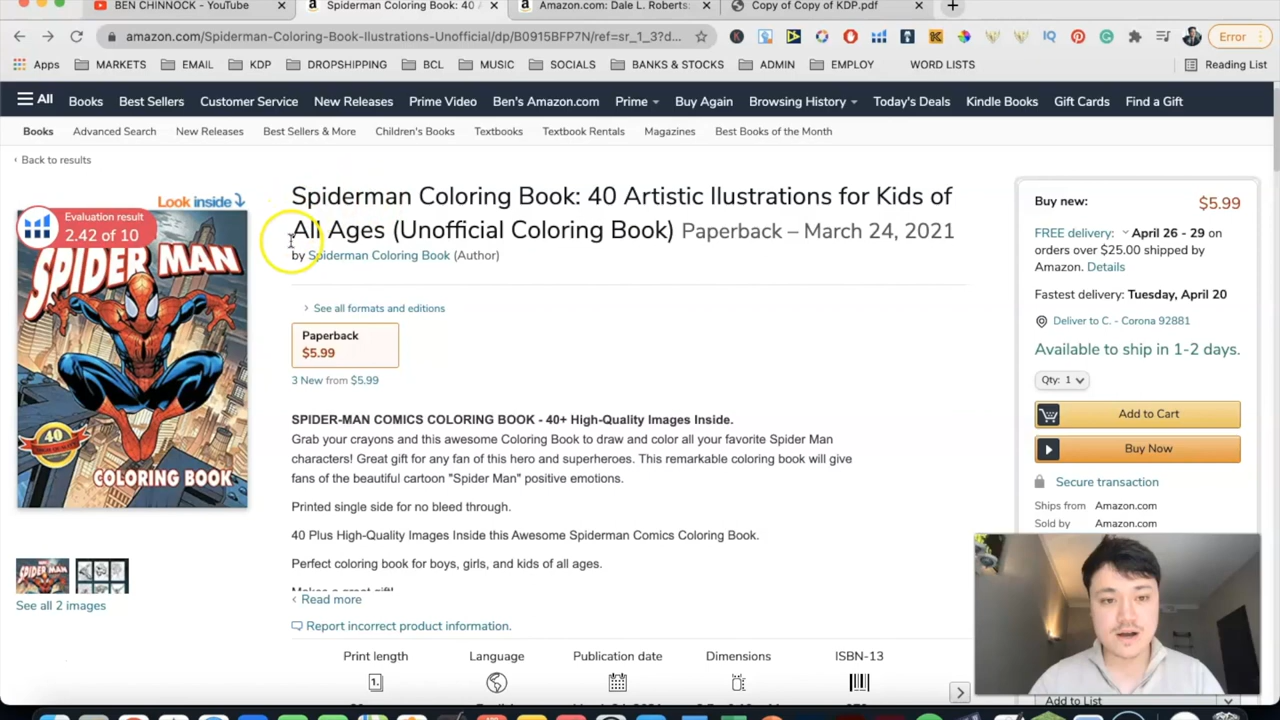 BEN CHINNOCK - YouTube
Spiderman Coloring Book: 40 A
Amazon.com: Dale L. Roberts:
Copy of Copy of KDP.pdf
amazon.com/Spiderman-Coloring-Book-Ilustrations-Unofficial/dp/B0915BFP7N/ref=sr_1_3?d...
Error
Apps MARKETS EMAIL KDP DROPSHIPPING BCL MUSIC SOCIALS BANKS & STOCKS ADMIN EMPLOY WORD LISTS Reading List
All Books Best Sellers Customer Service New Releases Prime Video Ben's Amazon.com Prime Buy Again Browsing History Today's Deals Kindle Books Gift Cards Find a Gift
Books Advanced Search New Releases Best Sellers & More Children's Books Textbooks Textbook Rentals Magazines Best Books of the Month
‹ Back to results
Look inside
Evaluation result
2.42 of 10
SPIDER MAN
40
COLORING BOOK
See all 2 images
Spiderman Coloring Book: 40 Artistic Ilustrations for Kids of
All Ages (Unofficial Coloring Book) Paperback – March 24, 2021
by Spiderman Coloring Book (Author)
› See all formats and editions
Paperback
$5.99
3 New from $5.99
SPIDER-MAN COMICS COLORING BOOK - 40+ High-Quality Images Inside.
Grab your crayons and this awesome Coloring Book to draw and color all your favorite Spider Man
characters! Great gift for any fan of this hero and superheroes. This remarkable coloring book will give
fans of the beautiful cartoon "Spider Man" positive emotions.
Printed single side for no bleed through.
40 Plus High-Quality Images Inside this Awesome Spiderman Comics Coloring Book.
Perfect coloring book for boys, girls, and kids of all ages.
Makes a great gift!
‹ Read more
Report incorrect product information.
Print length Language Publication date Dimensions ISBN-13
Buy new: $5.99
FREE delivery: April 26 - 29 on
orders over $25.00 shipped by
Amazon. Details
Fastest delivery: Tuesday, April 20
Deliver to C. - Corona 92881
Available to ship in 1-2 days.
Qty: 1
Add to Cart
Buy Now
Secure transaction
Ships from Amazon.com
Sold by Amazon.com
Add to List